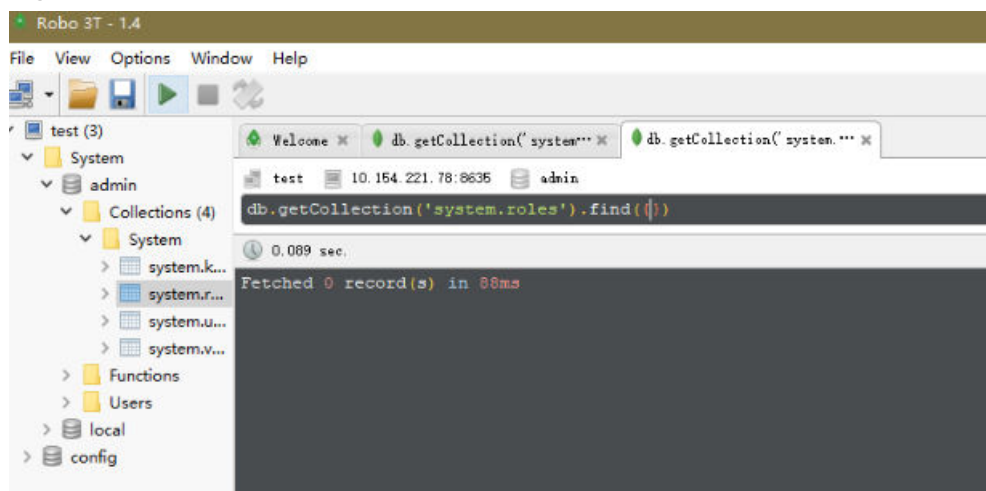 Robo 3T - 1.4
File View Options Window Help
test (3)
System
admin
Collections (4)
System
system.k...
system.r...
system.u...
system.v...
Functions
Users
local
config
Welcome db.getCollection('system… db.getCollection('system.…
test 10.154.221.78:8635 admin
db.getCollection('system.roles').find({})
0.089 sec.
Fetched 0 record(s) in 88ms